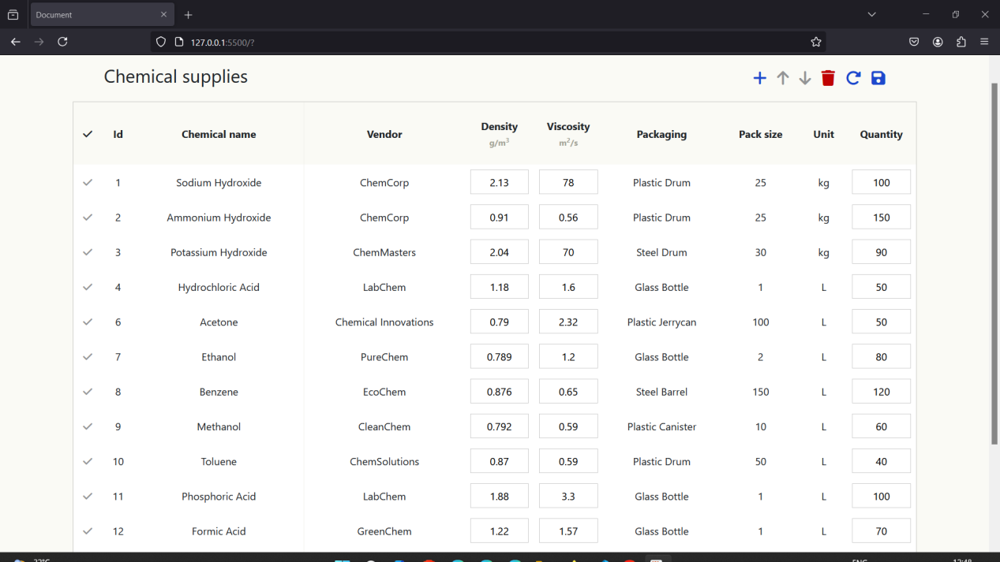 Document
127.0.0.1:5500/?
Chemical supplies
Id Chemical name Vendor Density g/m³ Viscosity m²/s Packaging Pack size Unit Quantity
1 Sodium Hydroxide ChemCorp 2.13 78 Plastic Drum 25 kg 100
2 Ammonium Hydroxide ChemCorp 0.91 0.56 Plastic Drum 25 kg 150
3 Potassium Hydroxide ChemMasters 2.04 70 Steel Drum 30 kg 90
4 Hydrochloric Acid LabChem 1.18 1.6 Glass Bottle 1 L 50
6 Acetone Chemical Innovations 0.79 2.32 Plastic Jerrycan 100 L 50
7 Ethanol PureChem 0.789 1.2 Glass Bottle 2 L 80
8 Benzene EcoChem 0.876 0.65 Steel Barrel 150 L 120
9 Methanol CleanChem 0.792 0.59 Plastic Canister 10 L 60
10 Toluene ChemSolutions 0.87 0.59 Plastic Drum 50 L 40
11 Phosphoric Acid LabChem 1.88 3.3 Glass Bottle 1 L 100
12 Formic Acid GreenChem 1.22 1.57 Glass Bottle 1 L 70